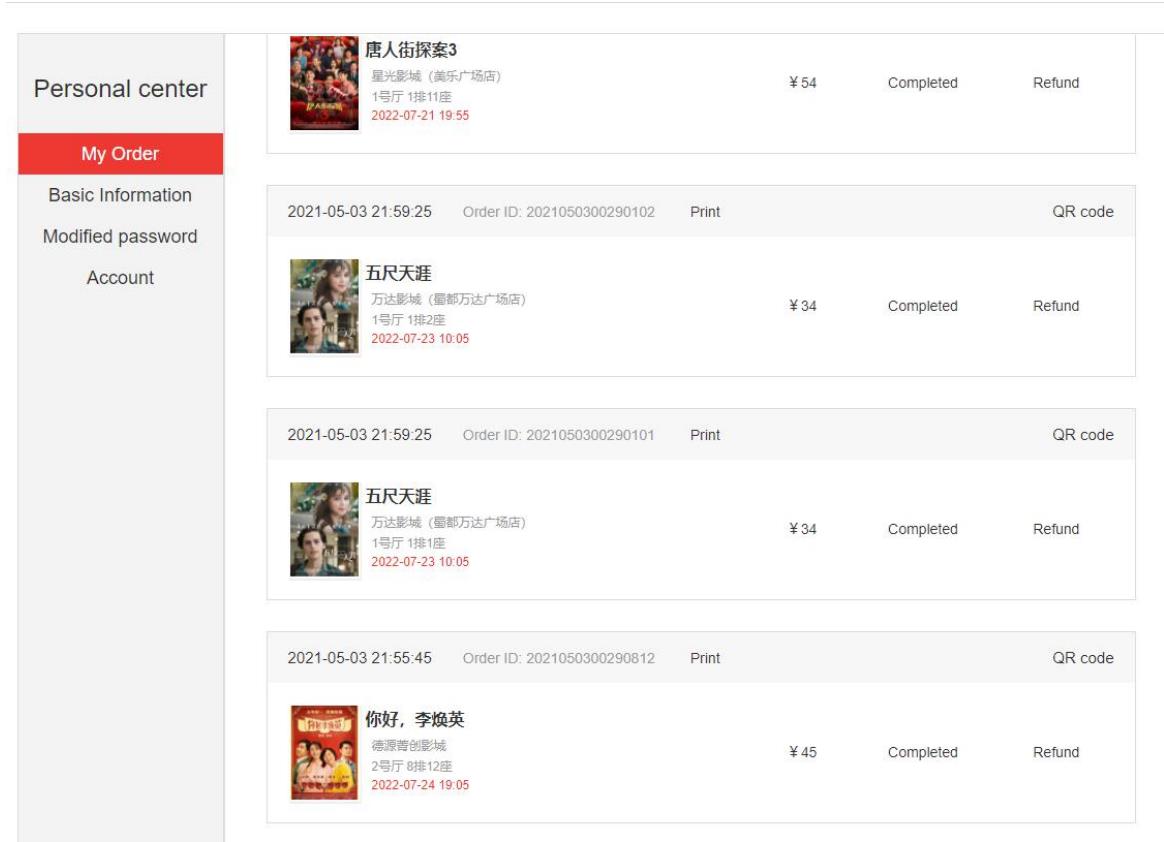 Personal center
My Order
Basic Information
Modified password
Account
唐人街探案3
星光影城（美乐广场店）
1号厅 1排11座
2022-07-21 19:55
¥ 54 Completed Refund
2021-05-03 21:59:25 Order ID: 2021050300290102 Print QR code
五尺天涯
万达影城（蜀都万达广场店）
1号厅 1排2座
2022-07-23 10:05
¥ 34 Completed Refund
2021-05-03 21:59:25 Order ID: 2021050300290101 Print QR code
五尺天涯
万达影城（蜀都万达广场店）
1号厅 1排1座
2022-07-23 10:05
¥ 34 Completed Refund
2021-05-03 21:55:45 Order ID: 2021050300290812 Print QR code
你好，李焕英
德源菁创影城
2号厅 8排12座
2022-07-24 19:05
¥ 45 Completed Refund